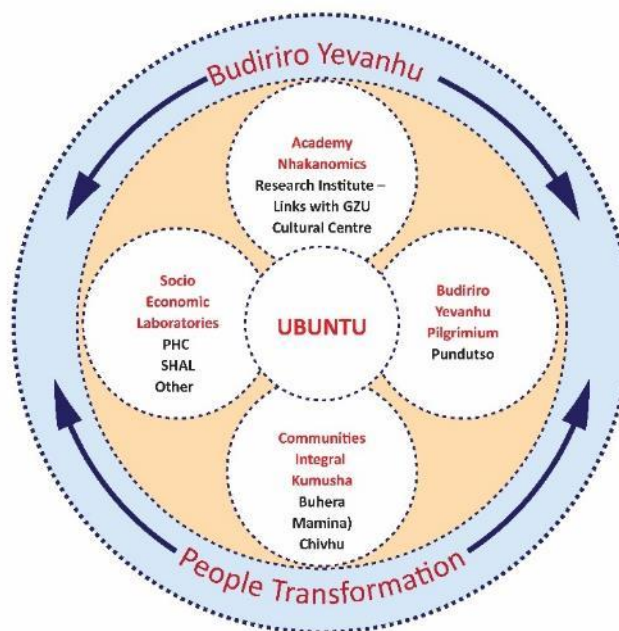 Budiriro Yevanhu
Academy
Nhakanomics
Research Institute –
Links with GZU
Cultural Centre
Socio
Economic
Laboratories
PHC
SHAL
Other
UBUNTU
Budiriro
Yevanhu
Pilgrimium
Pundutso
Communities
Integral
Kumusha
Buhera
Mamina)
Chivhu
People Transformation